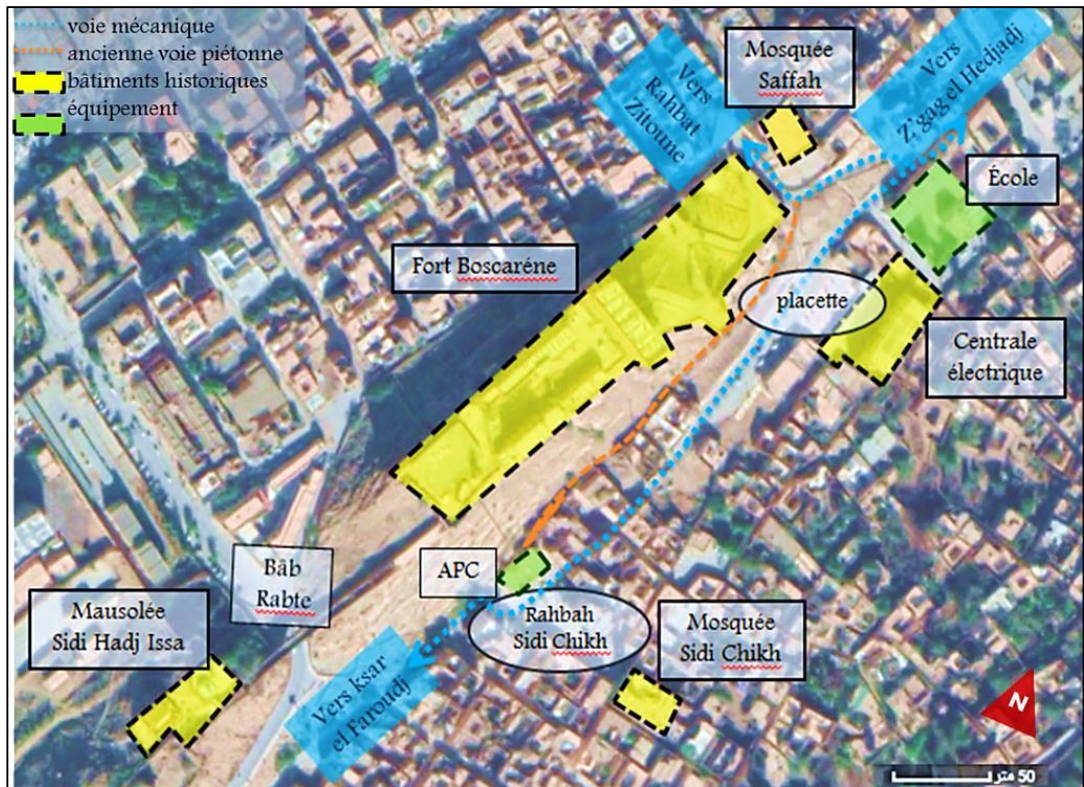 voie mécanique
ancienne voie piétonne
bâtiments historiques
équipement
Vers
Rahbat
Zitoune
Mosquée
Saffah
Vers
Z'gag el Hedjadj
École
Fort Boscaréne
placette
Centrale
électrique
Bâb
Rabte
APC
Mausolée
Sidi Hadj Issa
Rahbah
Sidi Chikh
Mosquée
Sidi Chikh
Vers ksar
el Faroudj
N
50 متر